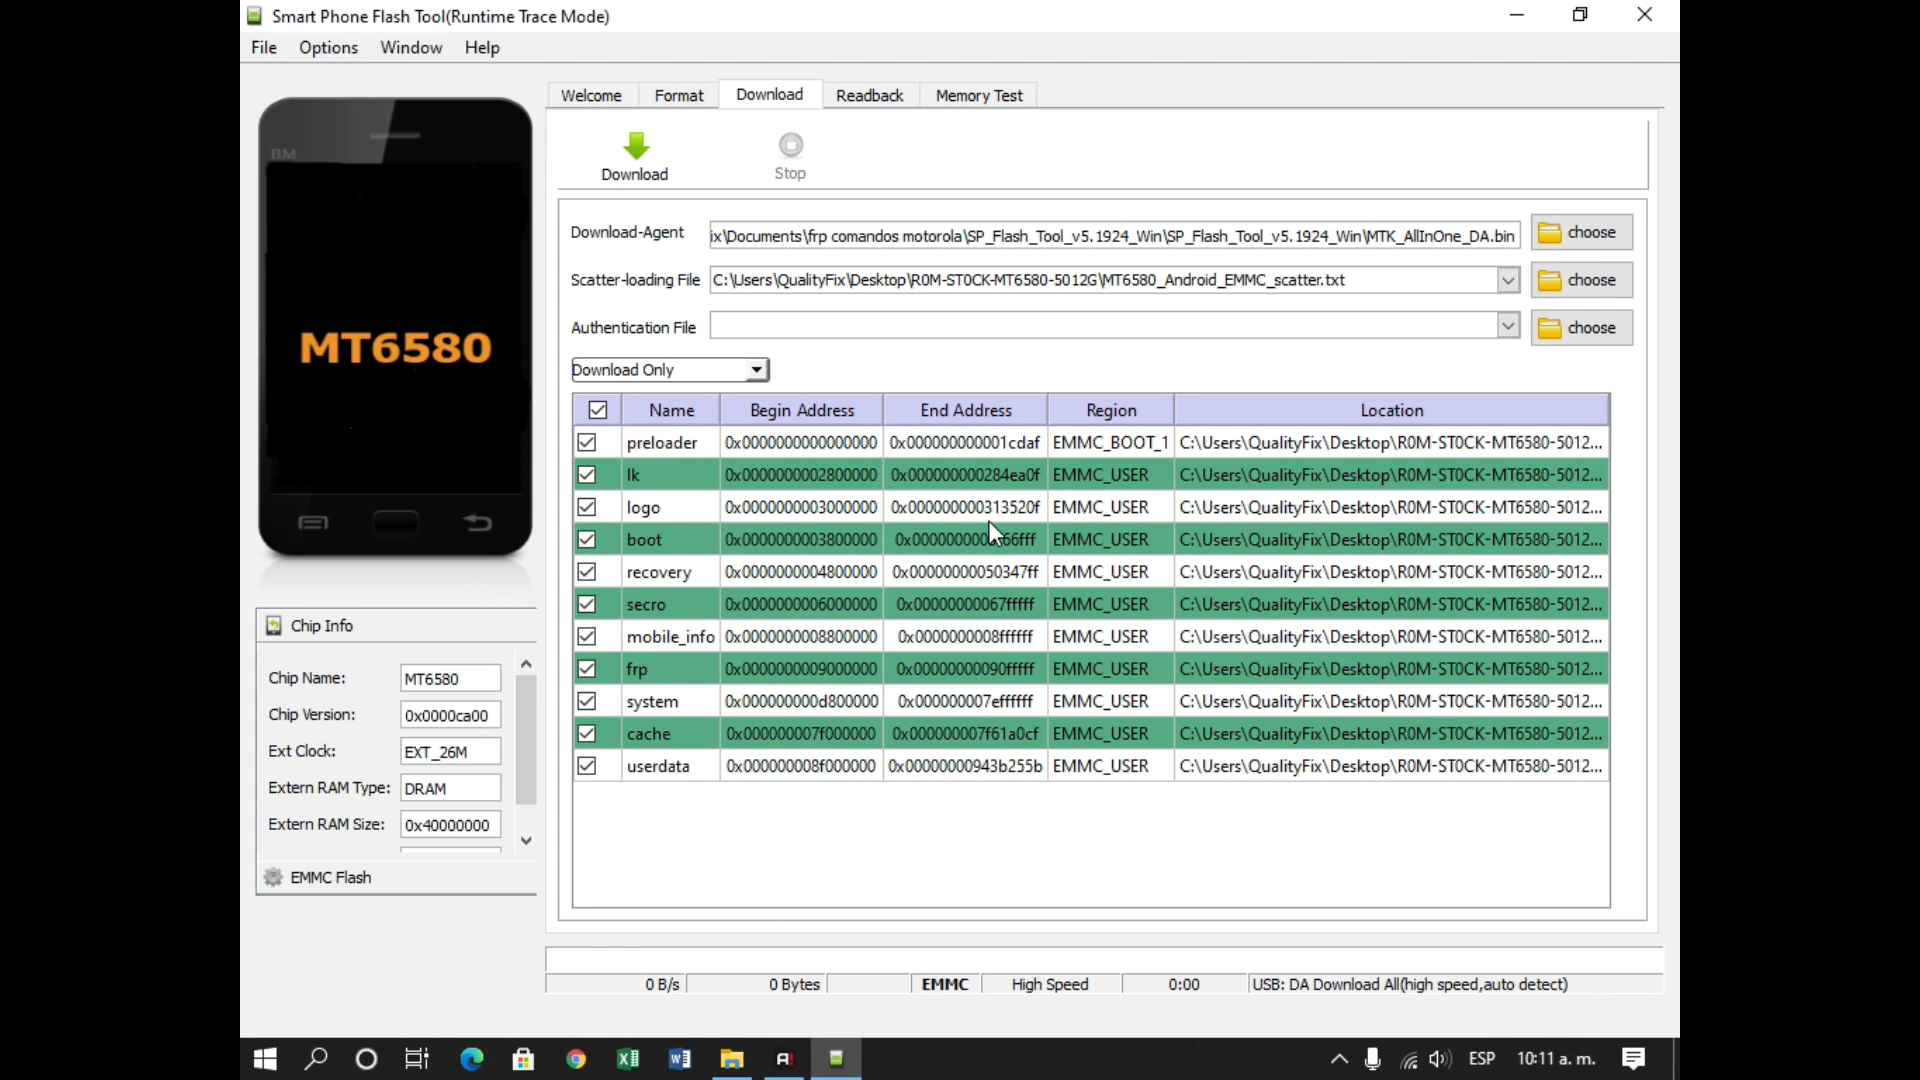 Smart Phone Flash Tool(Runtime Trace Mode)
File Options Window Help
Welcome Format Download Readback Memory Test
BM
MT6580
Download Stop
Download-Agent ix\Documents\frp comandos motorola\SP_Flash_Tool_v5.1924_Win\SP_Flash_Tool_v5.1924_Win\MTK_AllInOne_DA.bin choose
Scatter-loading File C:\Users\QualityFix\Desktop\R0M-ST0CK-MT6580-5012G\MT6580_Android_EMMC_scatter.txt choose
Authentication File choose
Download Only
Name Begin Address End Address Region Location
preloader 0x0000000000000000 0x000000000001cdaf EMMC_BOOT_1 C:\Users\QualityFix\Desktop\R0M-ST0CK-MT6580-5012...
lk 0x0000000002800000 0x000000000284ea0f EMMC_USER C:\Users\QualityFix\Desktop\R0M-ST0CK-MT6580-5012...
logo 0x0000000003000000 0x000000000313520f EMMC_USER C:\Users\QualityFix\Desktop\R0M-ST0CK-MT6580-5012...
boot 0x0000000003800000 EMMC_USER C:\Users\QualityFix\Desktop\R0M-ST0CK-MT6580-5012...
recovery 0x0000000004800000 0x00000000050347ff EMMC_USER C:\Users\QualityFix\Desktop\R0M-ST0CK-MT6580-5012...
secro 0x0000000006000000 0x00000000067fffff EMMC_USER C:\Users\QualityFix\Desktop\R0M-ST0CK-MT6580-5012...
mobile_info 0x0000000008800000 0x0000000008ffffff EMMC_USER C:\Users\QualityFix\Desktop\R0M-ST0CK-MT6580-5012...
frp 0x0000000009000000 0x00000000090fffff EMMC_USER C:\Users\QualityFix\Desktop\R0M-ST0CK-MT6580-5012...
system 0x000000000d800000 0x000000007effffff EMMC_USER C:\Users\QualityFix\Desktop\R0M-ST0CK-MT6580-5012...
cache 0x000000007f000000 0x000000007f61a0cf EMMC_USER C:\Users\QualityFix\Desktop\R0M-ST0CK-MT6580-5012...
userdata 0x000000008f000000 0x00000000943b255b EMMC_USER C:\Users\QualityFix\Desktop\R0M-ST0CK-MT6580-5012...
Chip Info
Chip Name: MT6580
Chip Version: 0x0000ca00
Ext Clock: EXT_26M
Extern RAM Type: DRAM
Extern RAM Size: 0x40000000
EMMC Flash
0 B/s 0 Bytes EMMC High Speed 0:00 USB: DA Download All(high speed,auto detect)
ESP 10:11 a. m.